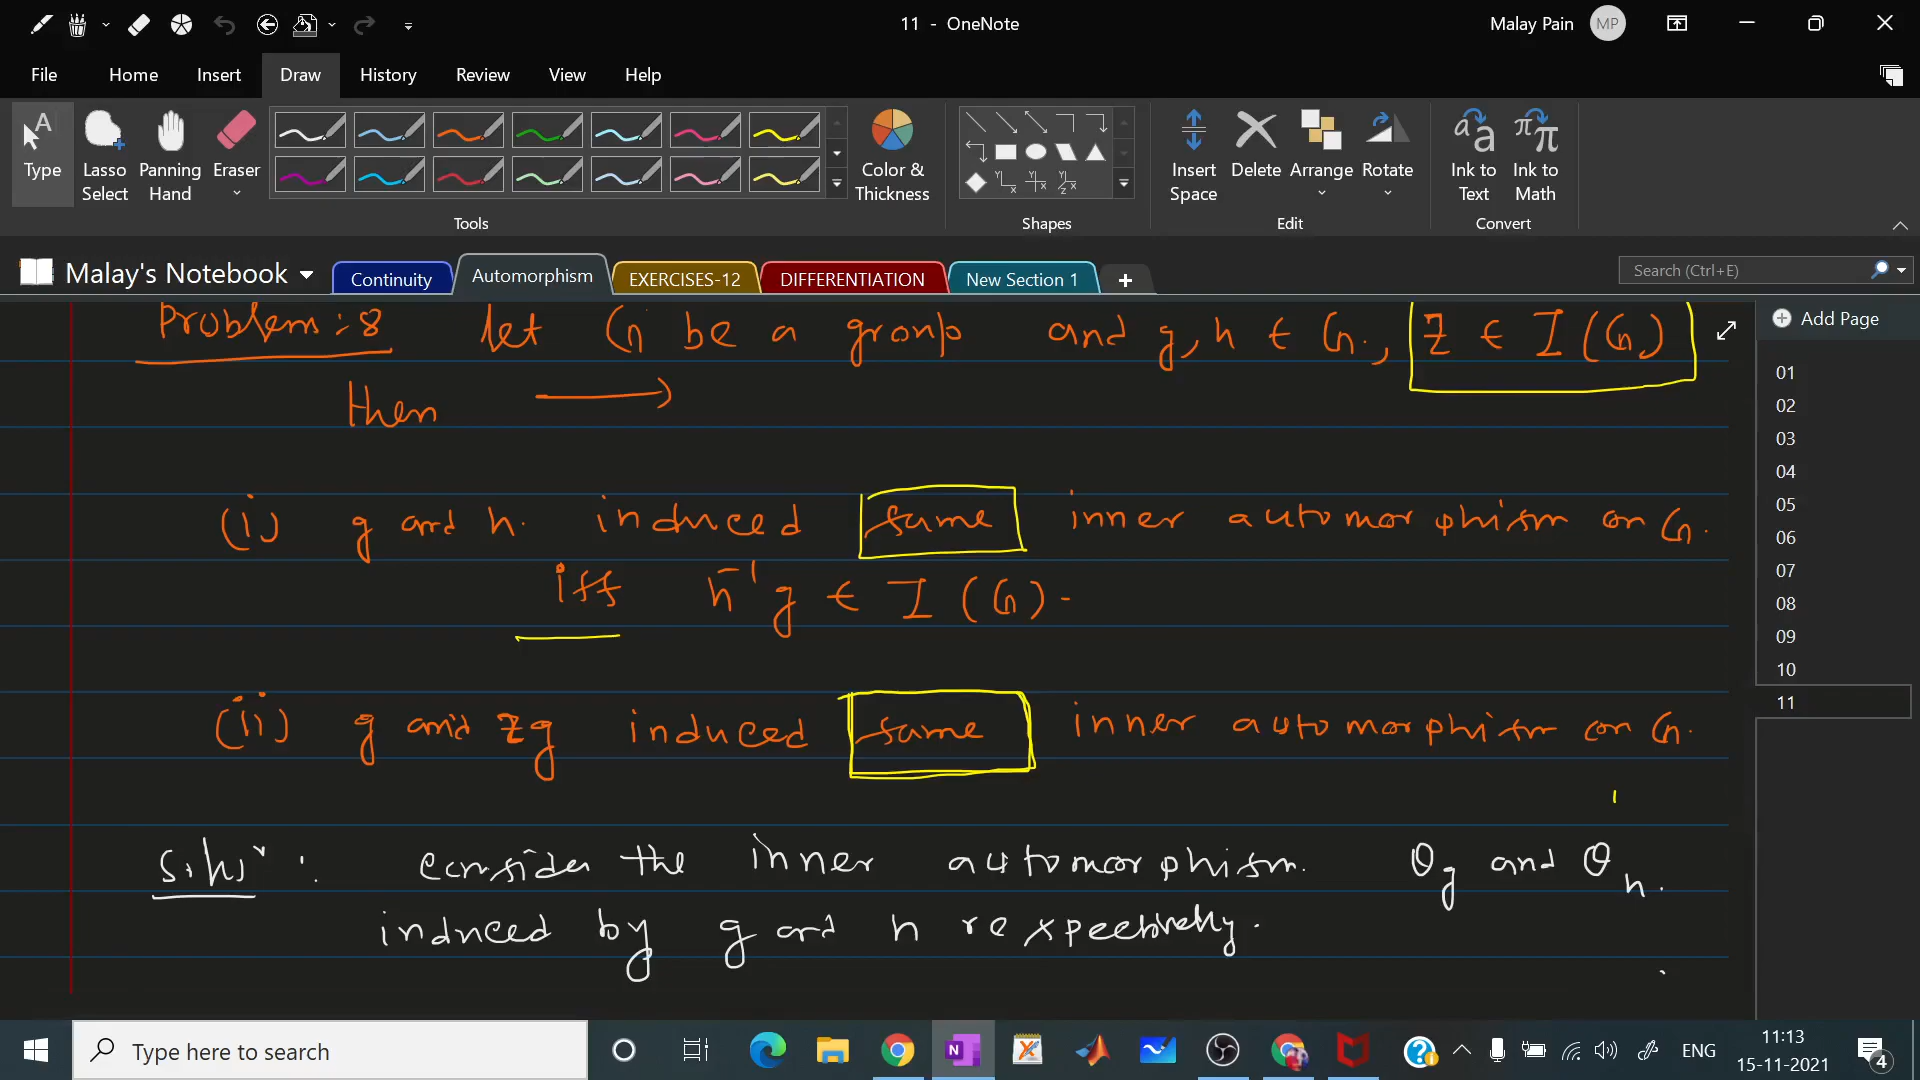 11 - OneNote
Malay Pain MP
File Home Insert Draw History Review View Help
Type
Lasso Select
Panning Hand
Eraser
Color & Thickness
Insert Space
Delete
Arrange
Rotate
Ink to Text
Ink to Math
Tools
Shapes
Edit
Convert
Malay's Notebook
Continuity
Automorphism
EXERCISES-12
DIFFERENTIATION
New Section 1
Search (Ctrl+E)
Problem:-8 let G be a group and g, h ∈ G., Z ∈ I(G)
then →
(i) g and h. induced same inner automorphism on G.
iff h⁻¹g ∈ I(G) -
(ii) g and zg induced same inner automorphism on G.
consider the inner automorphism. θg and θh.
induced by g and h
Add Page
01
02
03
04
05
06
07
08
09
10
11
Type here to search
ENG
11:13
15-11-2021
4